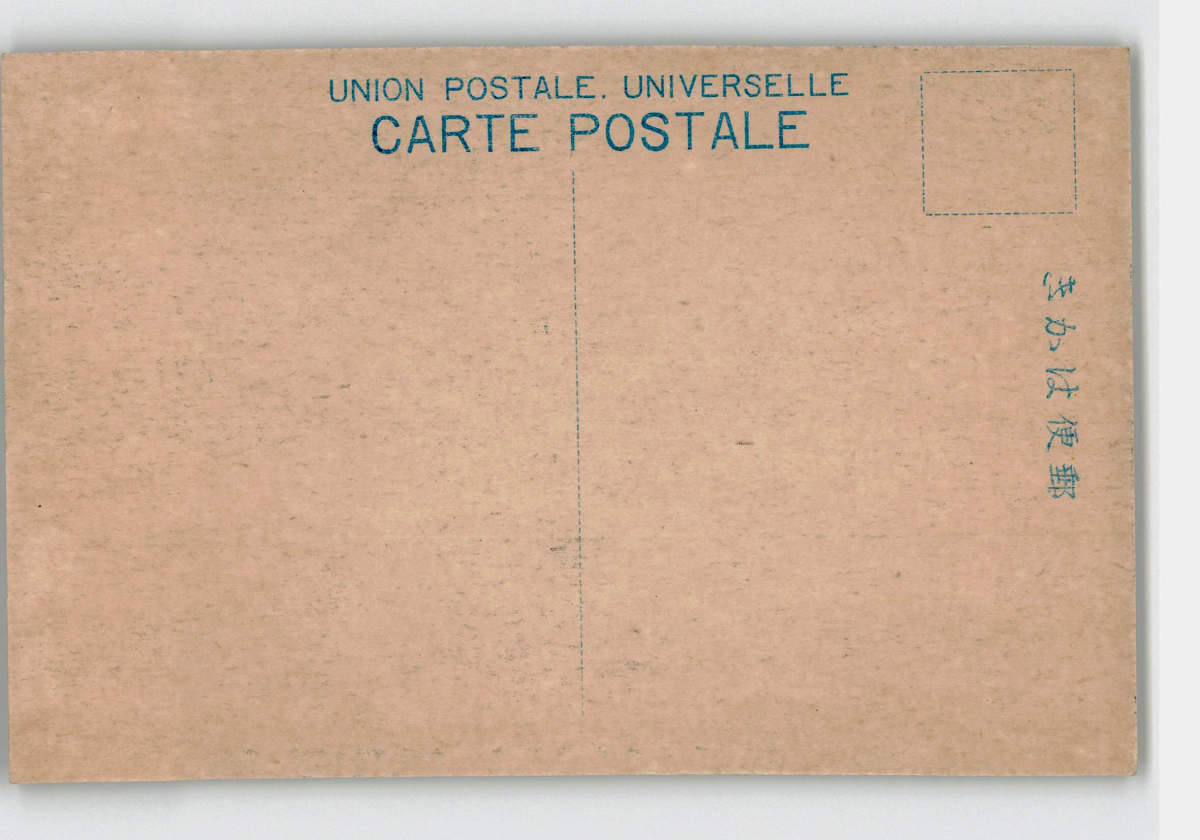 UNION POSTALE. UNIVERSELLE
CARTE POSTALE
郵便はかき